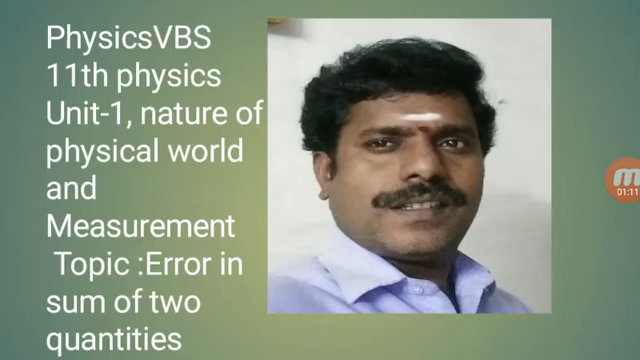 PhysicsVBS
11th physics
Unit-1, nature of
physical world
and
Measurement
Topic :Error in
sum of two
quantities
01:11